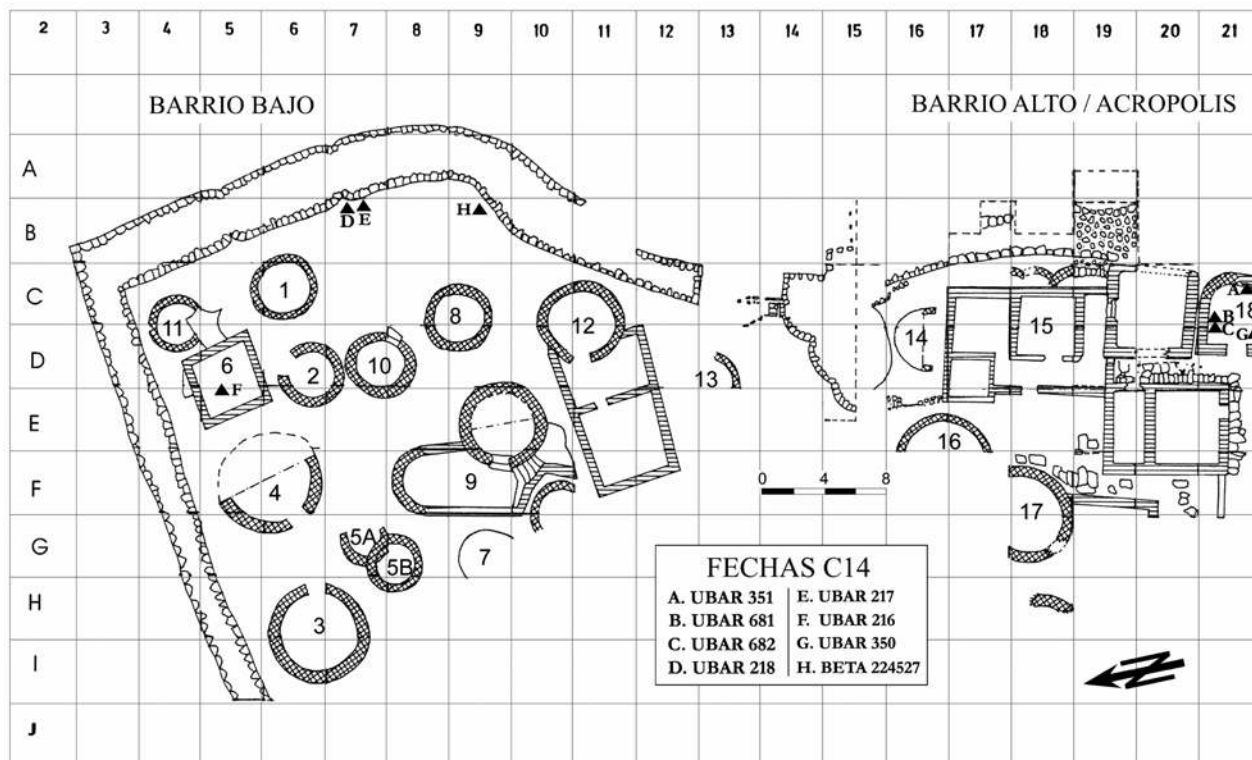 2 3 4 5 6 7 8 9 10 11 12 13 14 15 16 17 18 19 20 21
BARRIO BAJO
BARRIO ALTO / ACROPOLIS
A
B
D E H
C
1
11
8
12
14
15
A
18
B
C
G
D
6
F
2
10
13
E
16
9
F
4
17
0 4 8
G
5A
5B
7
FECHAS C14
A. UBAR 351
B. UBAR 681
C. UBAR 682
D. UBAR 218
E. UBAR 217
F. UBAR 216
G. UBAR 350
H. BETA 224527
H
3
I
N
J